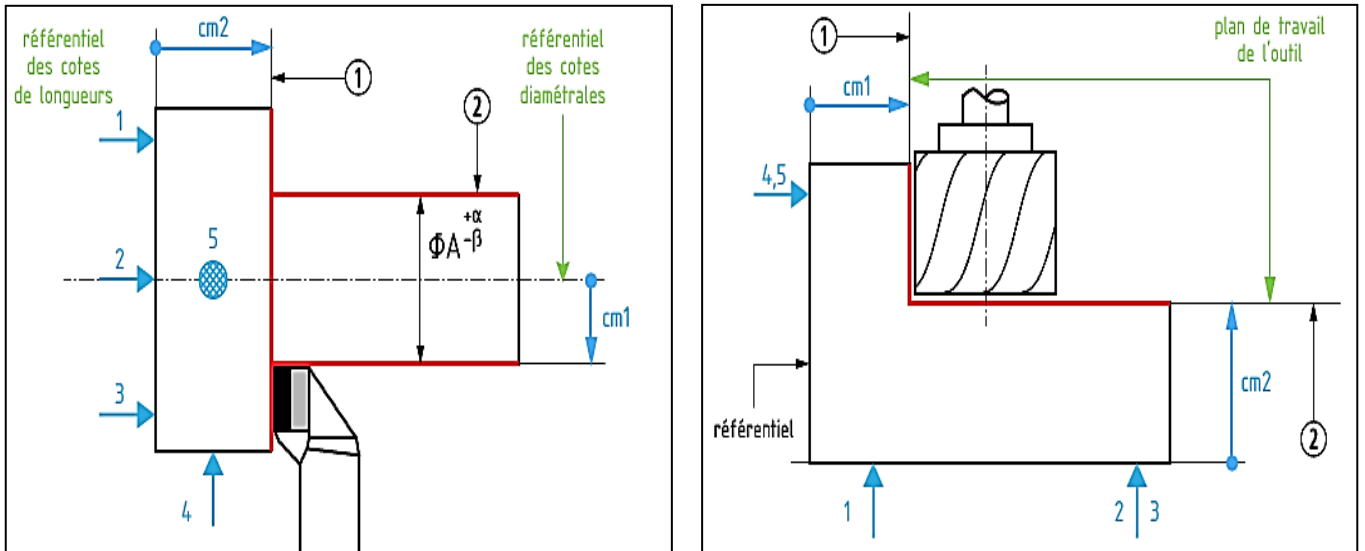 référentiel
des cotes
de longueurs
cm2
1
référentiel
des cotes
diamétrales
2
1
5
2
ΦA +α -β
cm1
3
4
1
cm1
plan de travail
de l'outil
4,5
référentiel
cm2
2
1
2 3